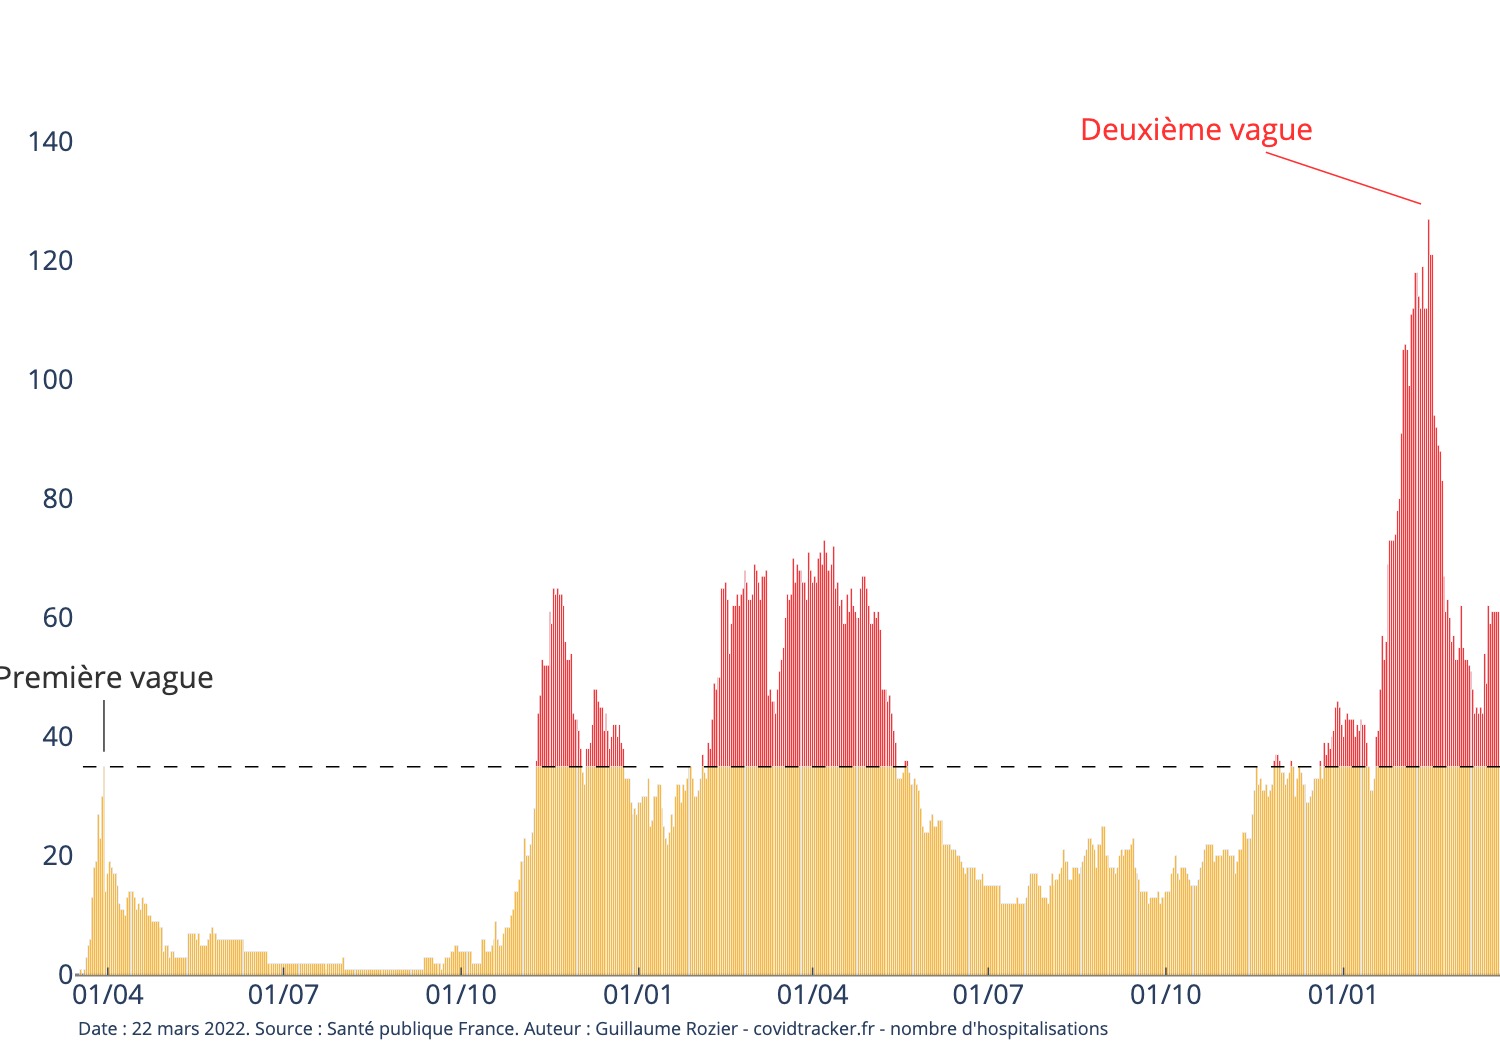 140
Deuxième vague
120
100
80
60
Première vague
40
20
0
01/04 01/07 01/10 01/01 01/04 01/07 01/10 01/01
Date : 22 mars 2022. Source : Santé publique France. Auteur : Guillaume Rozier - covidtracker.fr - nombre d'hospitalisations